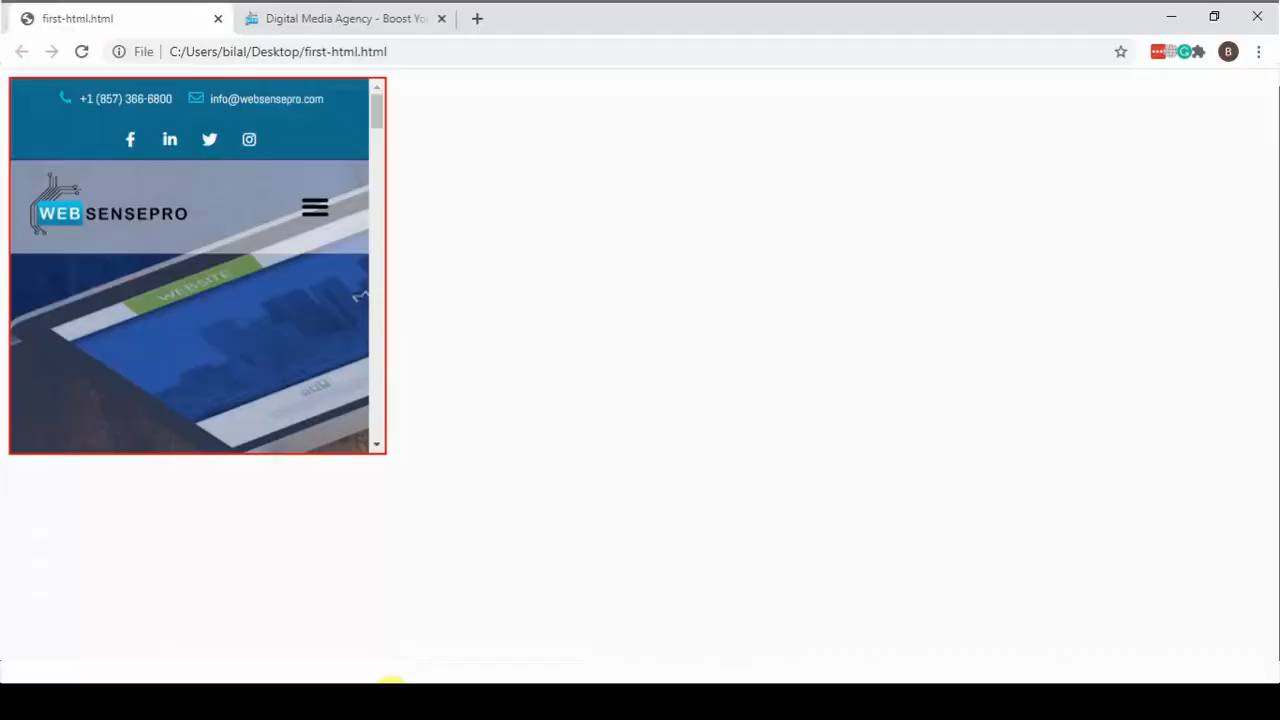 first-html.html
Digital Media Agency - Boost Yo
File
C:/Users/bilal/Desktop/first-html.html
B
+1 (857) 366-6800
info@websensepro.com
WEB SENSEPRO
WEBSITE